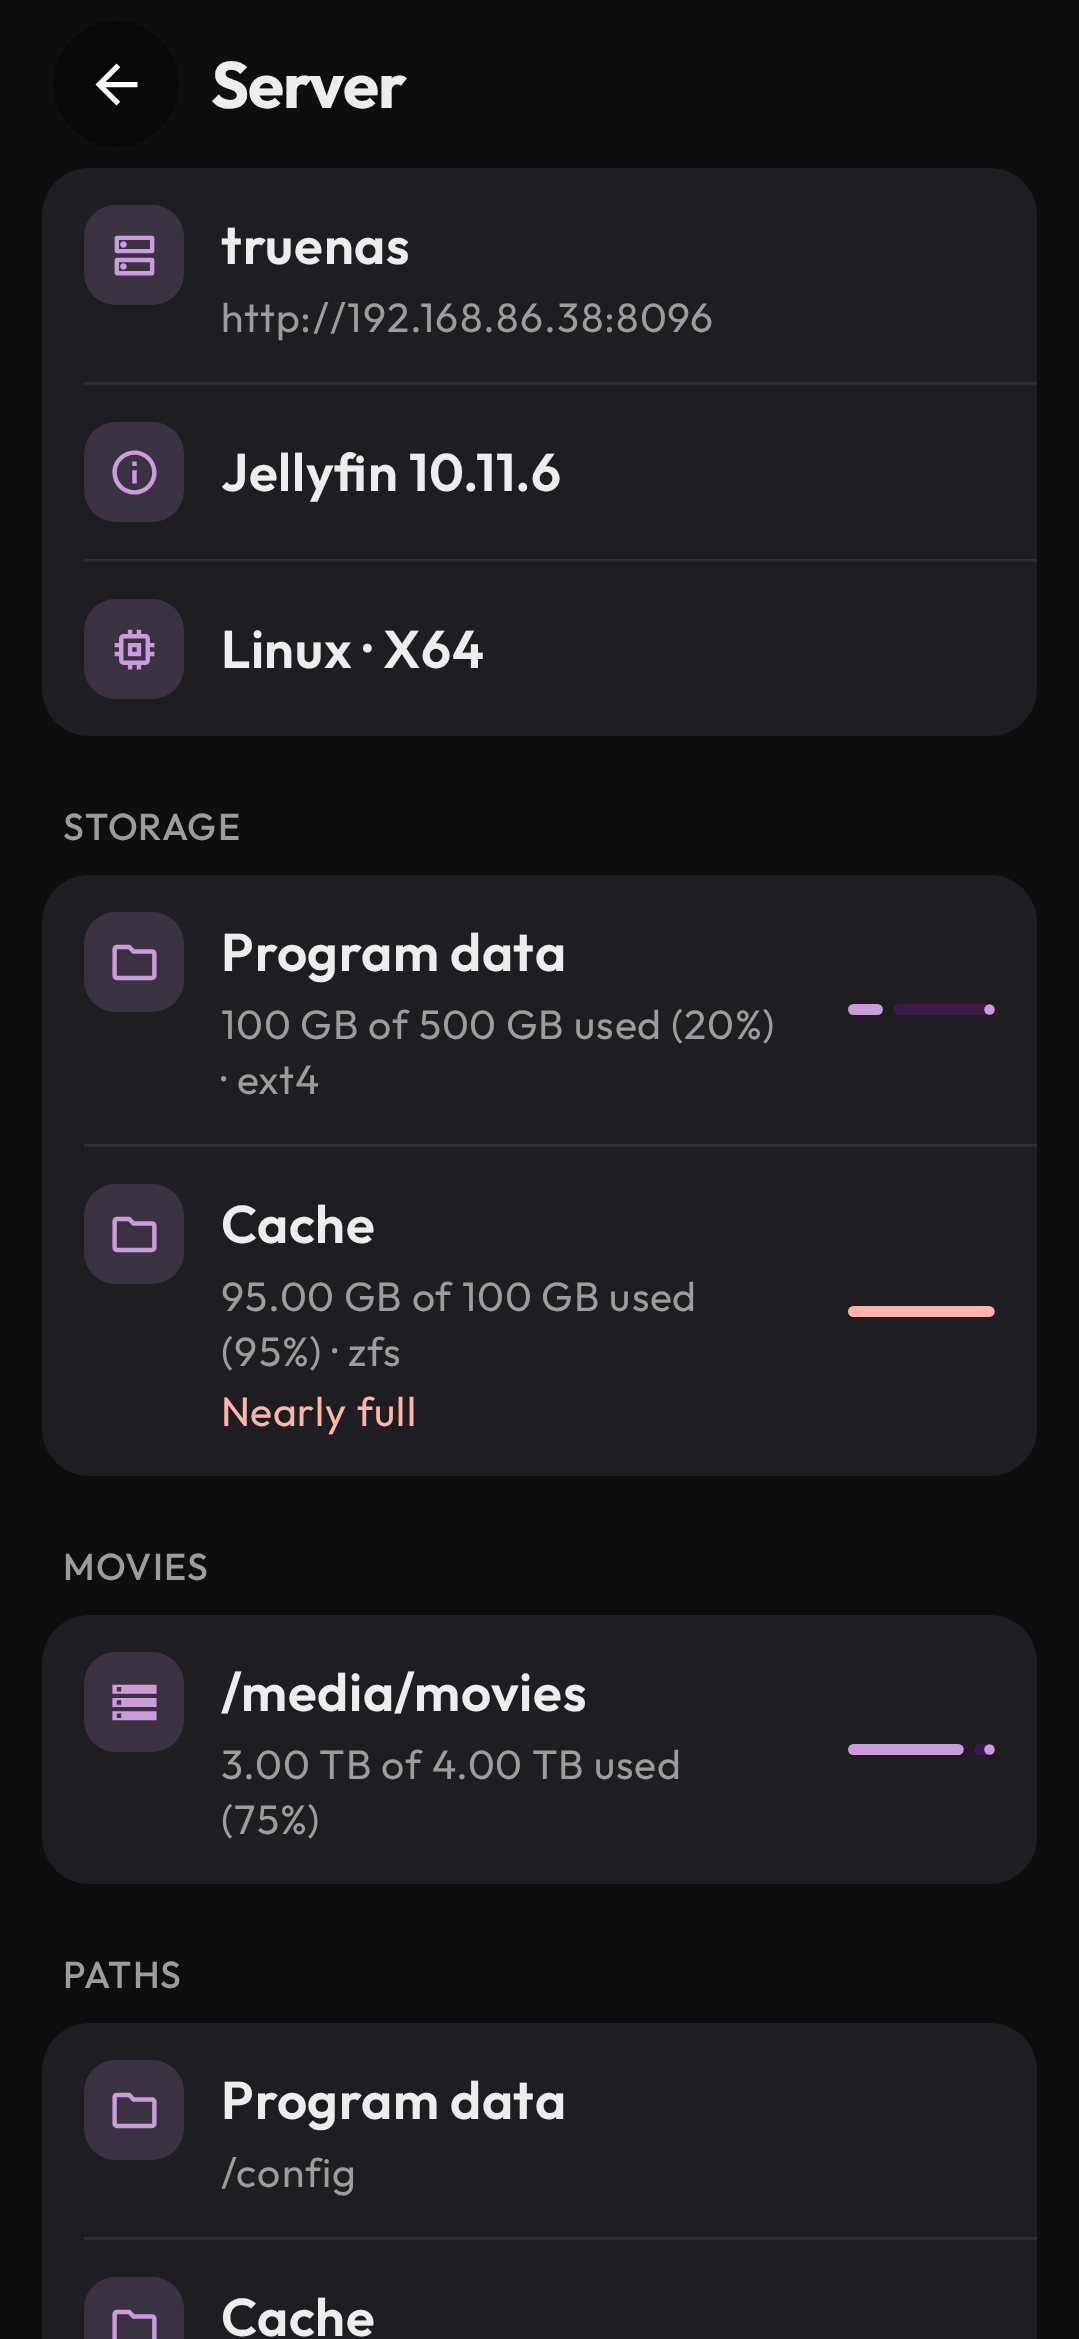 Server
truenas
http://192.168.86.38:8096
Jellyfin 10.11.6
Linux · X64
STORAGE
Program data
100 GB of 500 GB used (20%)
· ext4
Cache
95.00 GB of 100 GB used
(95%) · zfs
Nearly full
MOVIES
/media/movies
3.00 TB of 4.00 TB used
(75%)
PATHS
Program data
/config
Cache